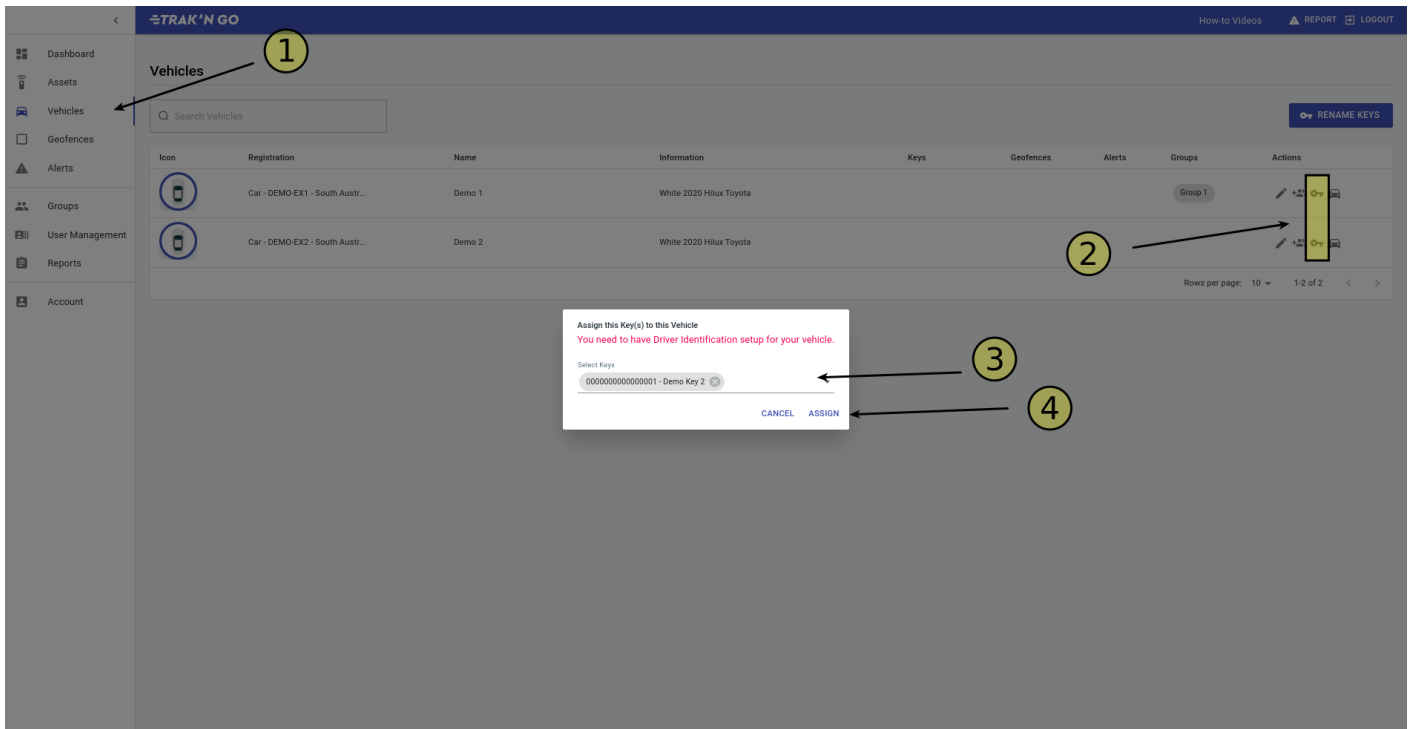 TRAK'N GO
How-to Videos
REPORT
LOGOUT
1
Dashboard
Assets
Vehicles
Geofences
Alerts
Groups
User Management
Reports
Account
Vehicles
Search Vehicles
RENAME KEYS
Icon Registration Name Information Keys Geofences Alerts Groups Actions
Car - DEMO-EX1 - South Austr... Demo 1 White 2020 Hilux Toyota Group 1
Car - DEMO-EX2 - South Austr... Demo 2 White 2020 Hilux Toyota
2
Rows per page: 10 1-2 of 2
Assign this Key(s) to this Vehicle
You need to have Driver Identification setup for your vehicle.
Select Keys
0000000000000001 - Demo Key 2
3
CANCEL ASSIGN
4